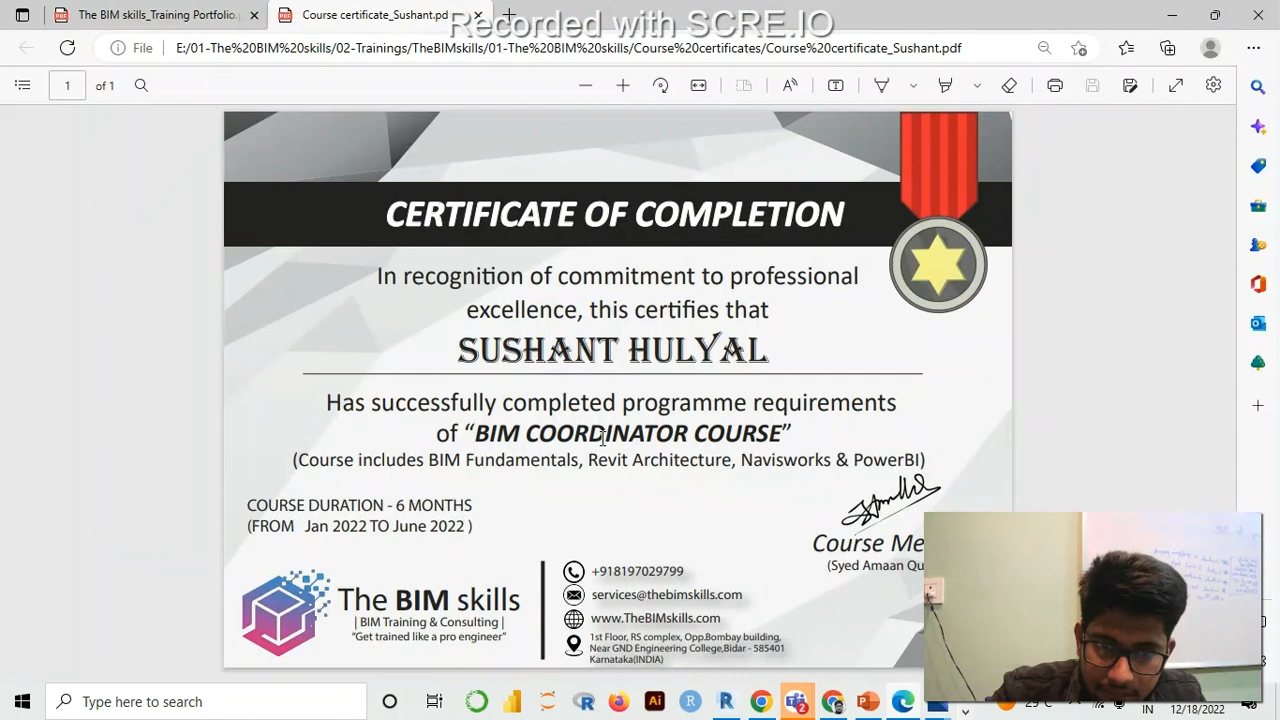 The BIM skills_Training Portfolio.p
Course certificate_Sushant.pdf
Recorded with SCRE.IO
File
E:/01-The%20BIM%20skills/02-Trainings/TheBIMskills/01-The%20BIM%20skills/Course%20certificates/Course%20certificate_Sushant.pdf
1 of 1
CERTIFICATE OF COMPLETION
In recognition of commitment to professional
excellence, this certifies that
SUSHANT HULYAL
Has successfully completed programme requirements
of “BIM COORDINATOR COURSE”
(Course includes BIM Fundamentals, Revit Architecture, Navisworks & PowerBI)
COURSE DURATION - 6 MONTHS
(FROM Jan 2022 TO June 2022 )
Course Me
(Syed Amaan Qu
The BIM skills
| BIM Training & Consulting |
“Get trained like a pro engineer”
+918197029799
services@thebimskills.com
www.TheBIMskills.com
1st Floor, RS complex, Opp.Bombay building,
Near GND Engineering College,Bidar - 585401
Karnataka(INDIA)
Type here to search
IN
12/18/2022